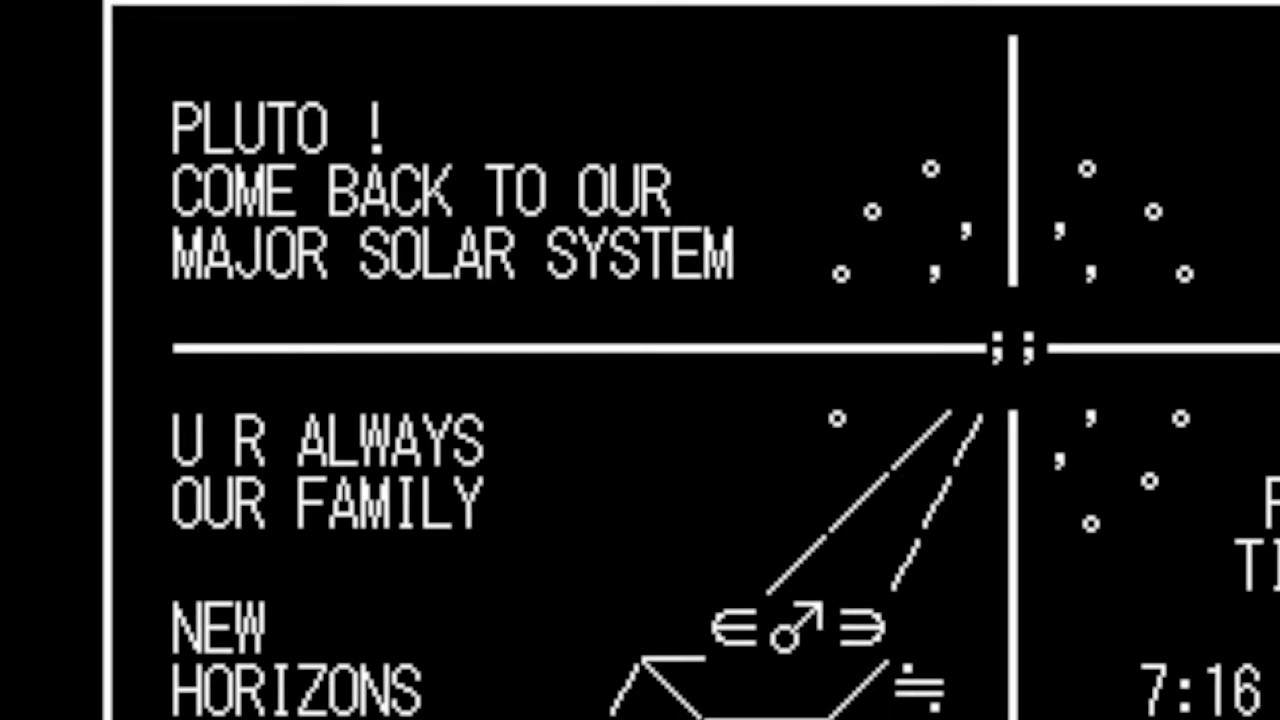 PLUTO !
COME BACK TO OUR
MAJOR SOLAR SYSTEM
U R ALWAYS
OUR FAMILY
NEW
HORIZONS
7:16